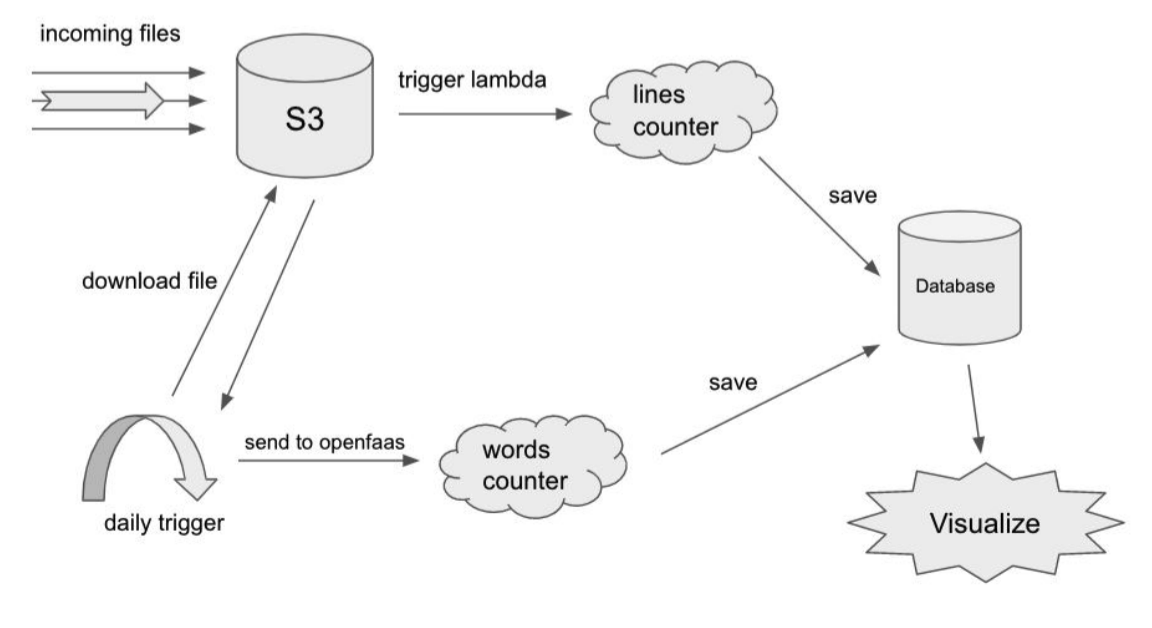 incoming files
S3
trigger lambda
lines
counter
save
Database
download file
save
send to openfaas
words
counter
daily trigger
Visualize